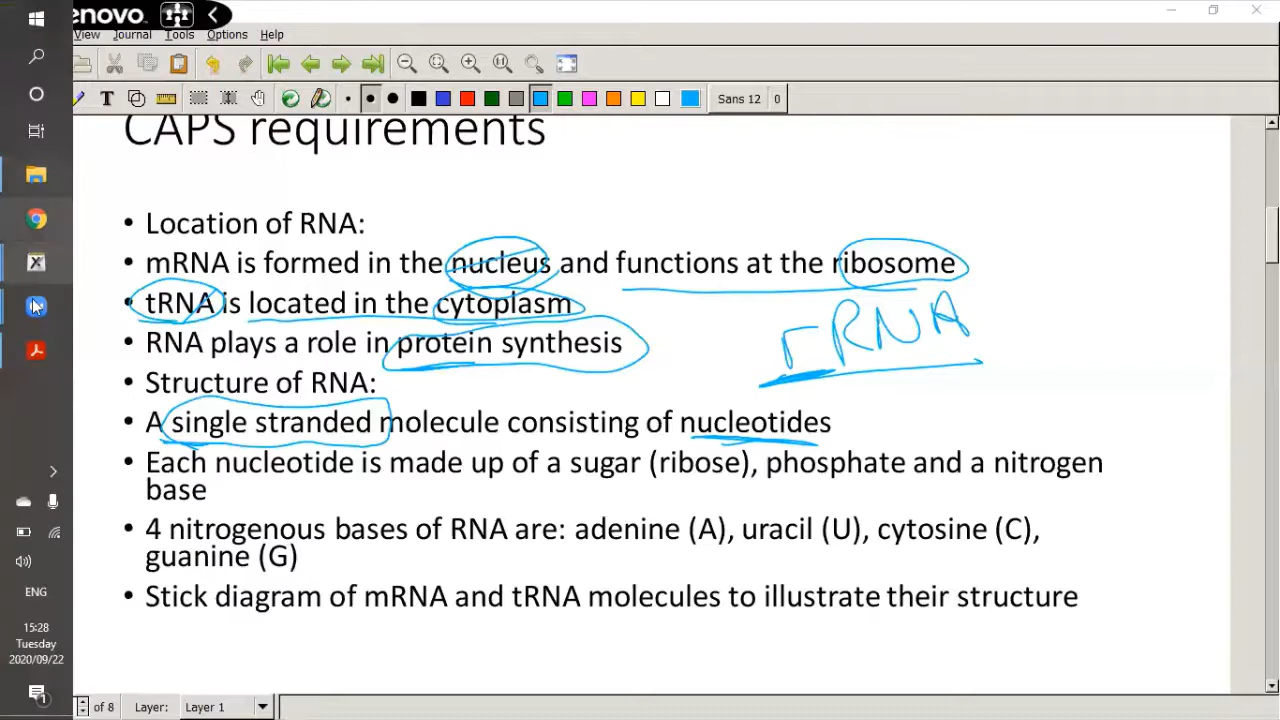 enovo
View Journal Tools Options Help
Sans 12 0
CAPS requirements
• Location of RNA:
• mRNA is formed in the nucleus and functions at the ribosome
• tRNA is located in the cytoplasm
rRNA
• RNA plays a role in protein synthesis
• Structure of RNA:
• A single stranded molecule consisting of nucleotides
• Each nucleotide is made up of a sugar (ribose), phosphate and a nitrogen
base
• 4 nitrogenous bases of RNA are: adenine (A), uracil (U), cytosine (C),
guanine (G)
• Stick diagram of mRNA and tRNA molecules to illustrate their structure
ENG
15:28
Tuesday
2020/09/22
1
of 8 Layer: Layer 1